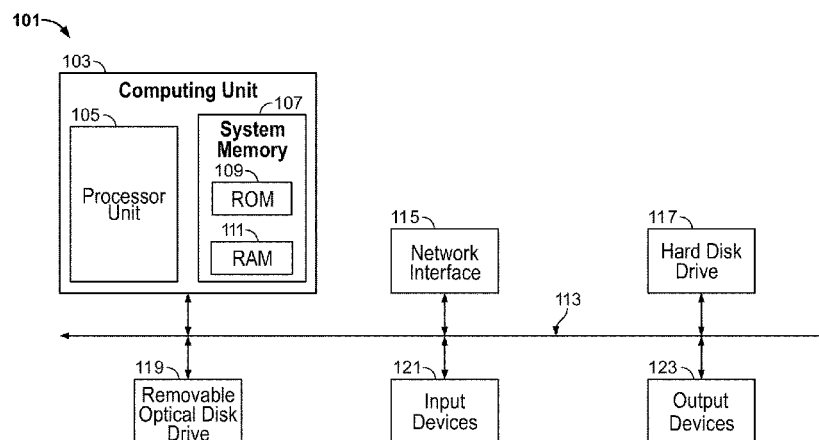 101
103
Computing Unit
105
107
System
Memory
109
Processor
Unit
ROM
111
RAM
115
Network
Interface
117
Hard Disk
Drive
113
119
Removable
Optical Disk
Drive
121
Input
Devices
123
Output
Devices